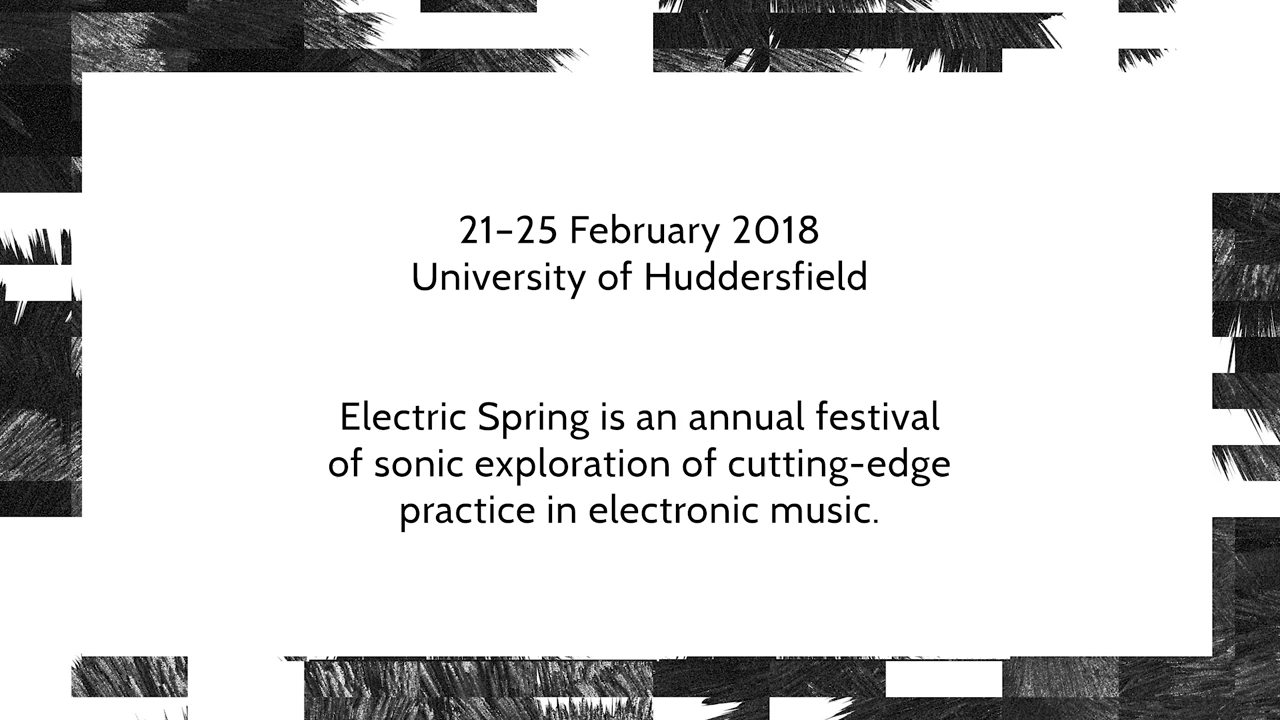 21–25 February 2018
University of Huddersfield
Electric Spring is an annual festival
of sonic exploration of cutting-edge
practice in electronic music.